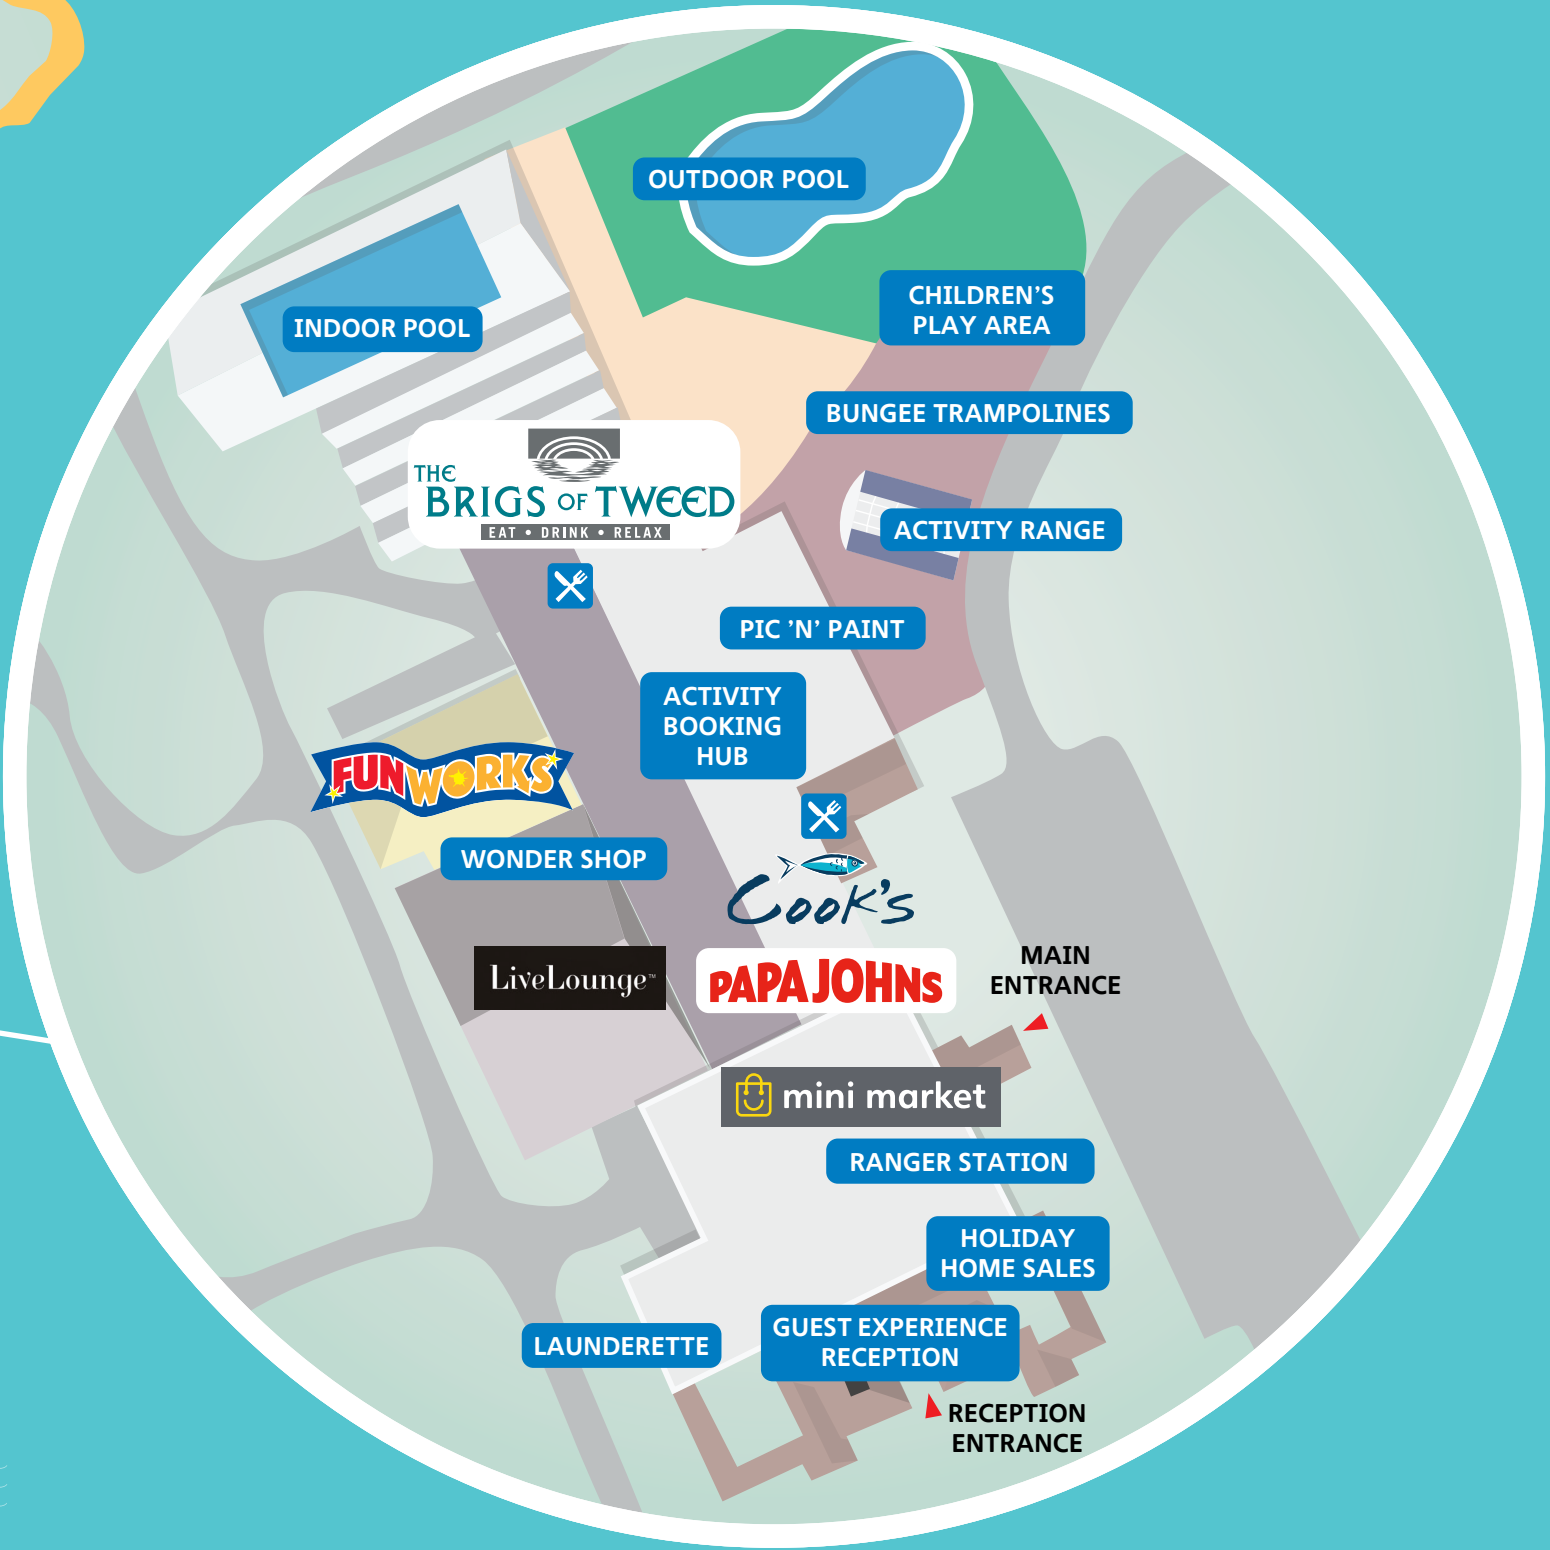 OUTDOOR POOL
CHILDREN'S
PLAY AREA
INDOOR POOL
BUNGEE TRAMPOLINES
THE
BRIGS OF TWEED
EAT • DRINK • RELAX
ACTIVITY RANGE
PIC 'N' PAINT
ACTIVITY
BOOKING
HUB
FUNWORKS
WONDER SHOP
Cook's
LiveLounge™
PAPA JOHNS
MAIN
ENTRANCE
mini market
RANGER STATION
HOLIDAY
HOME SALES
LAUNDERETTE
GUEST EXPERIENCE
RECEPTION
RECEPTION
ENTRANCE